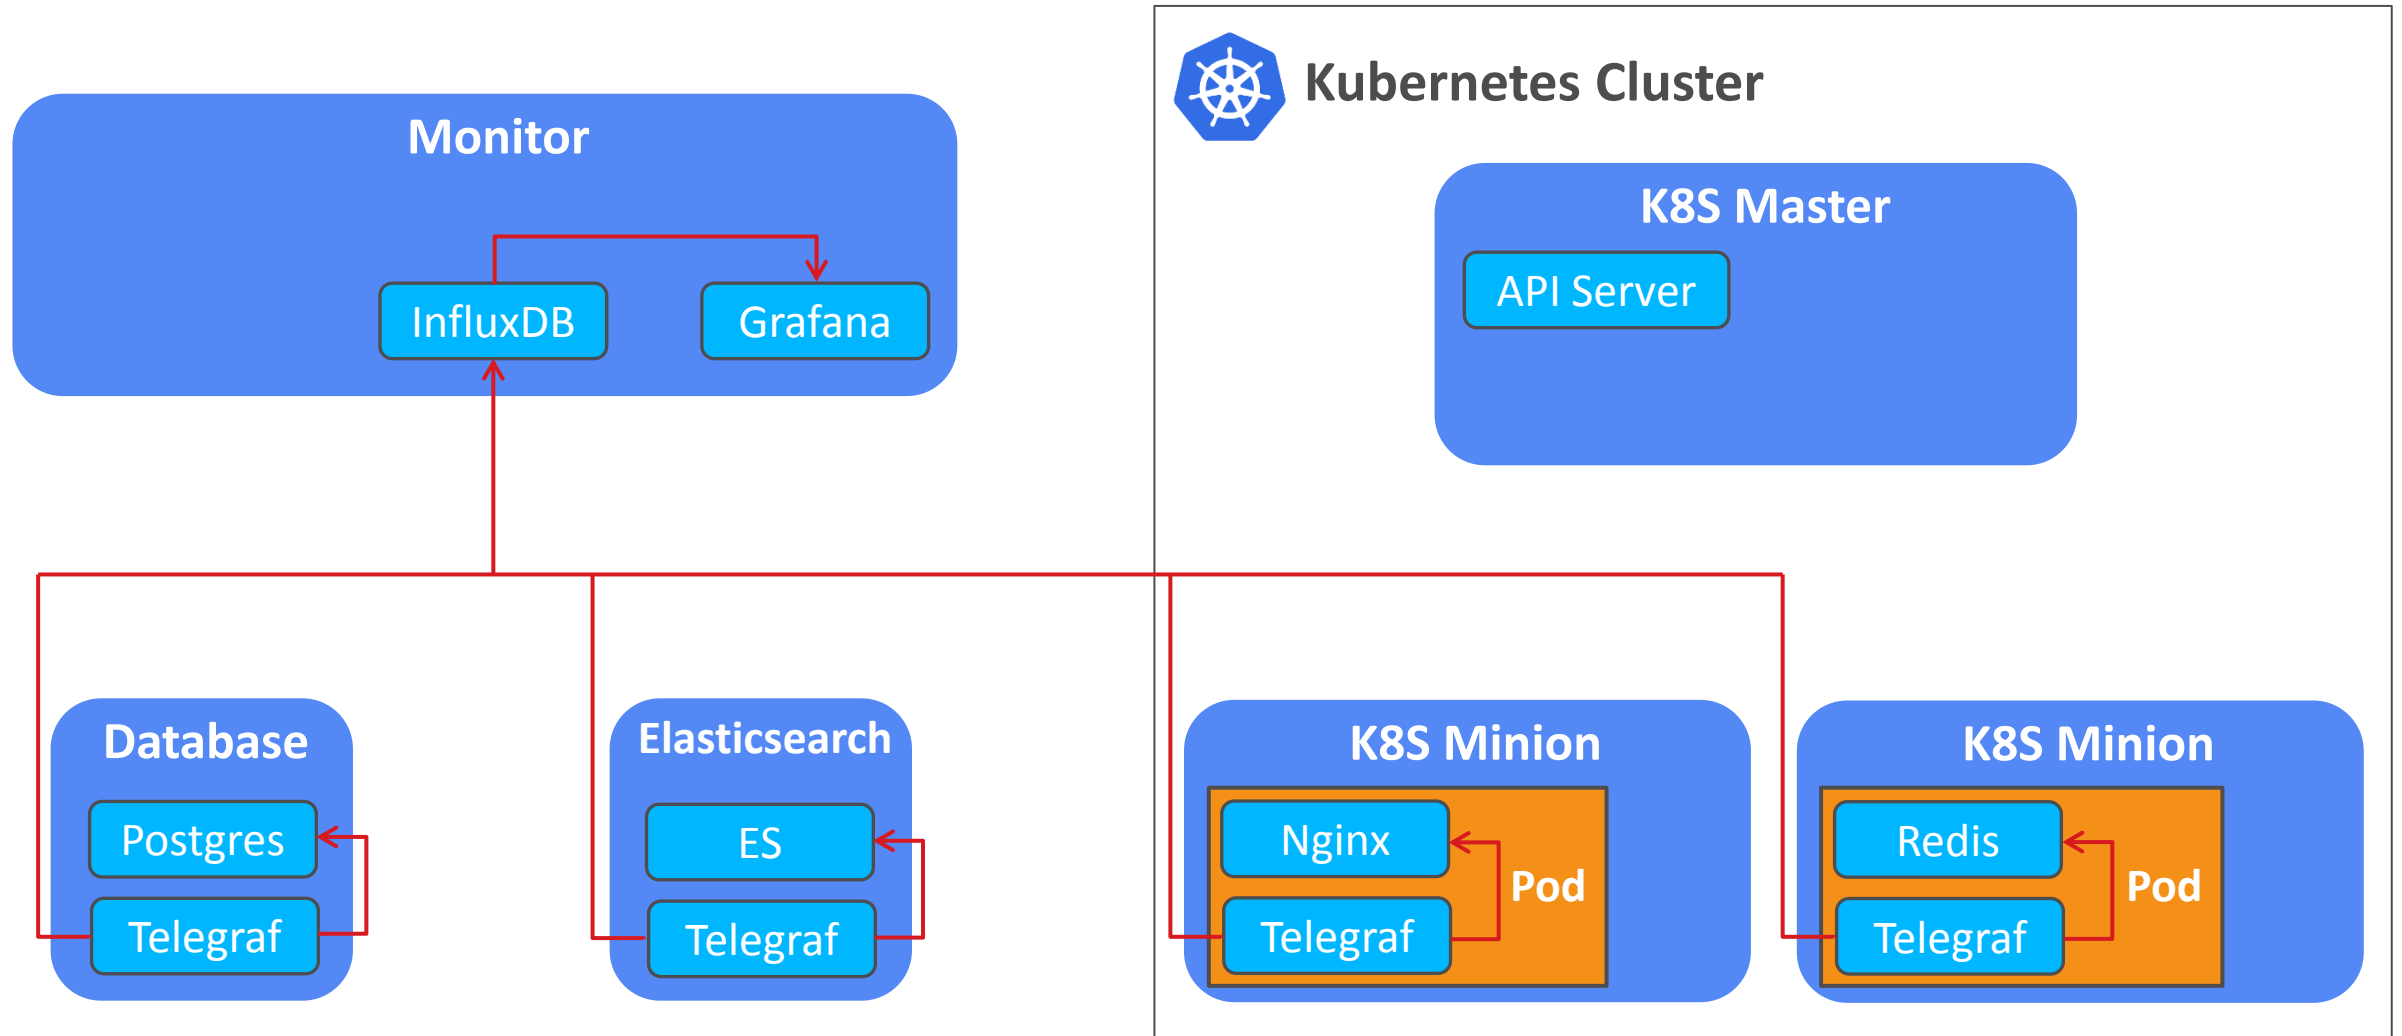 Kubernetes Cluster
Monitor
InfluxDB
Grafana
K8S Master
API Server
Database
Postgres
Telegraf
Elasticsearch
ES
Telegraf
K8S Minion
Nginx
Pod
Telegraf
K8S Minion
Redis
Pod
Telegraf